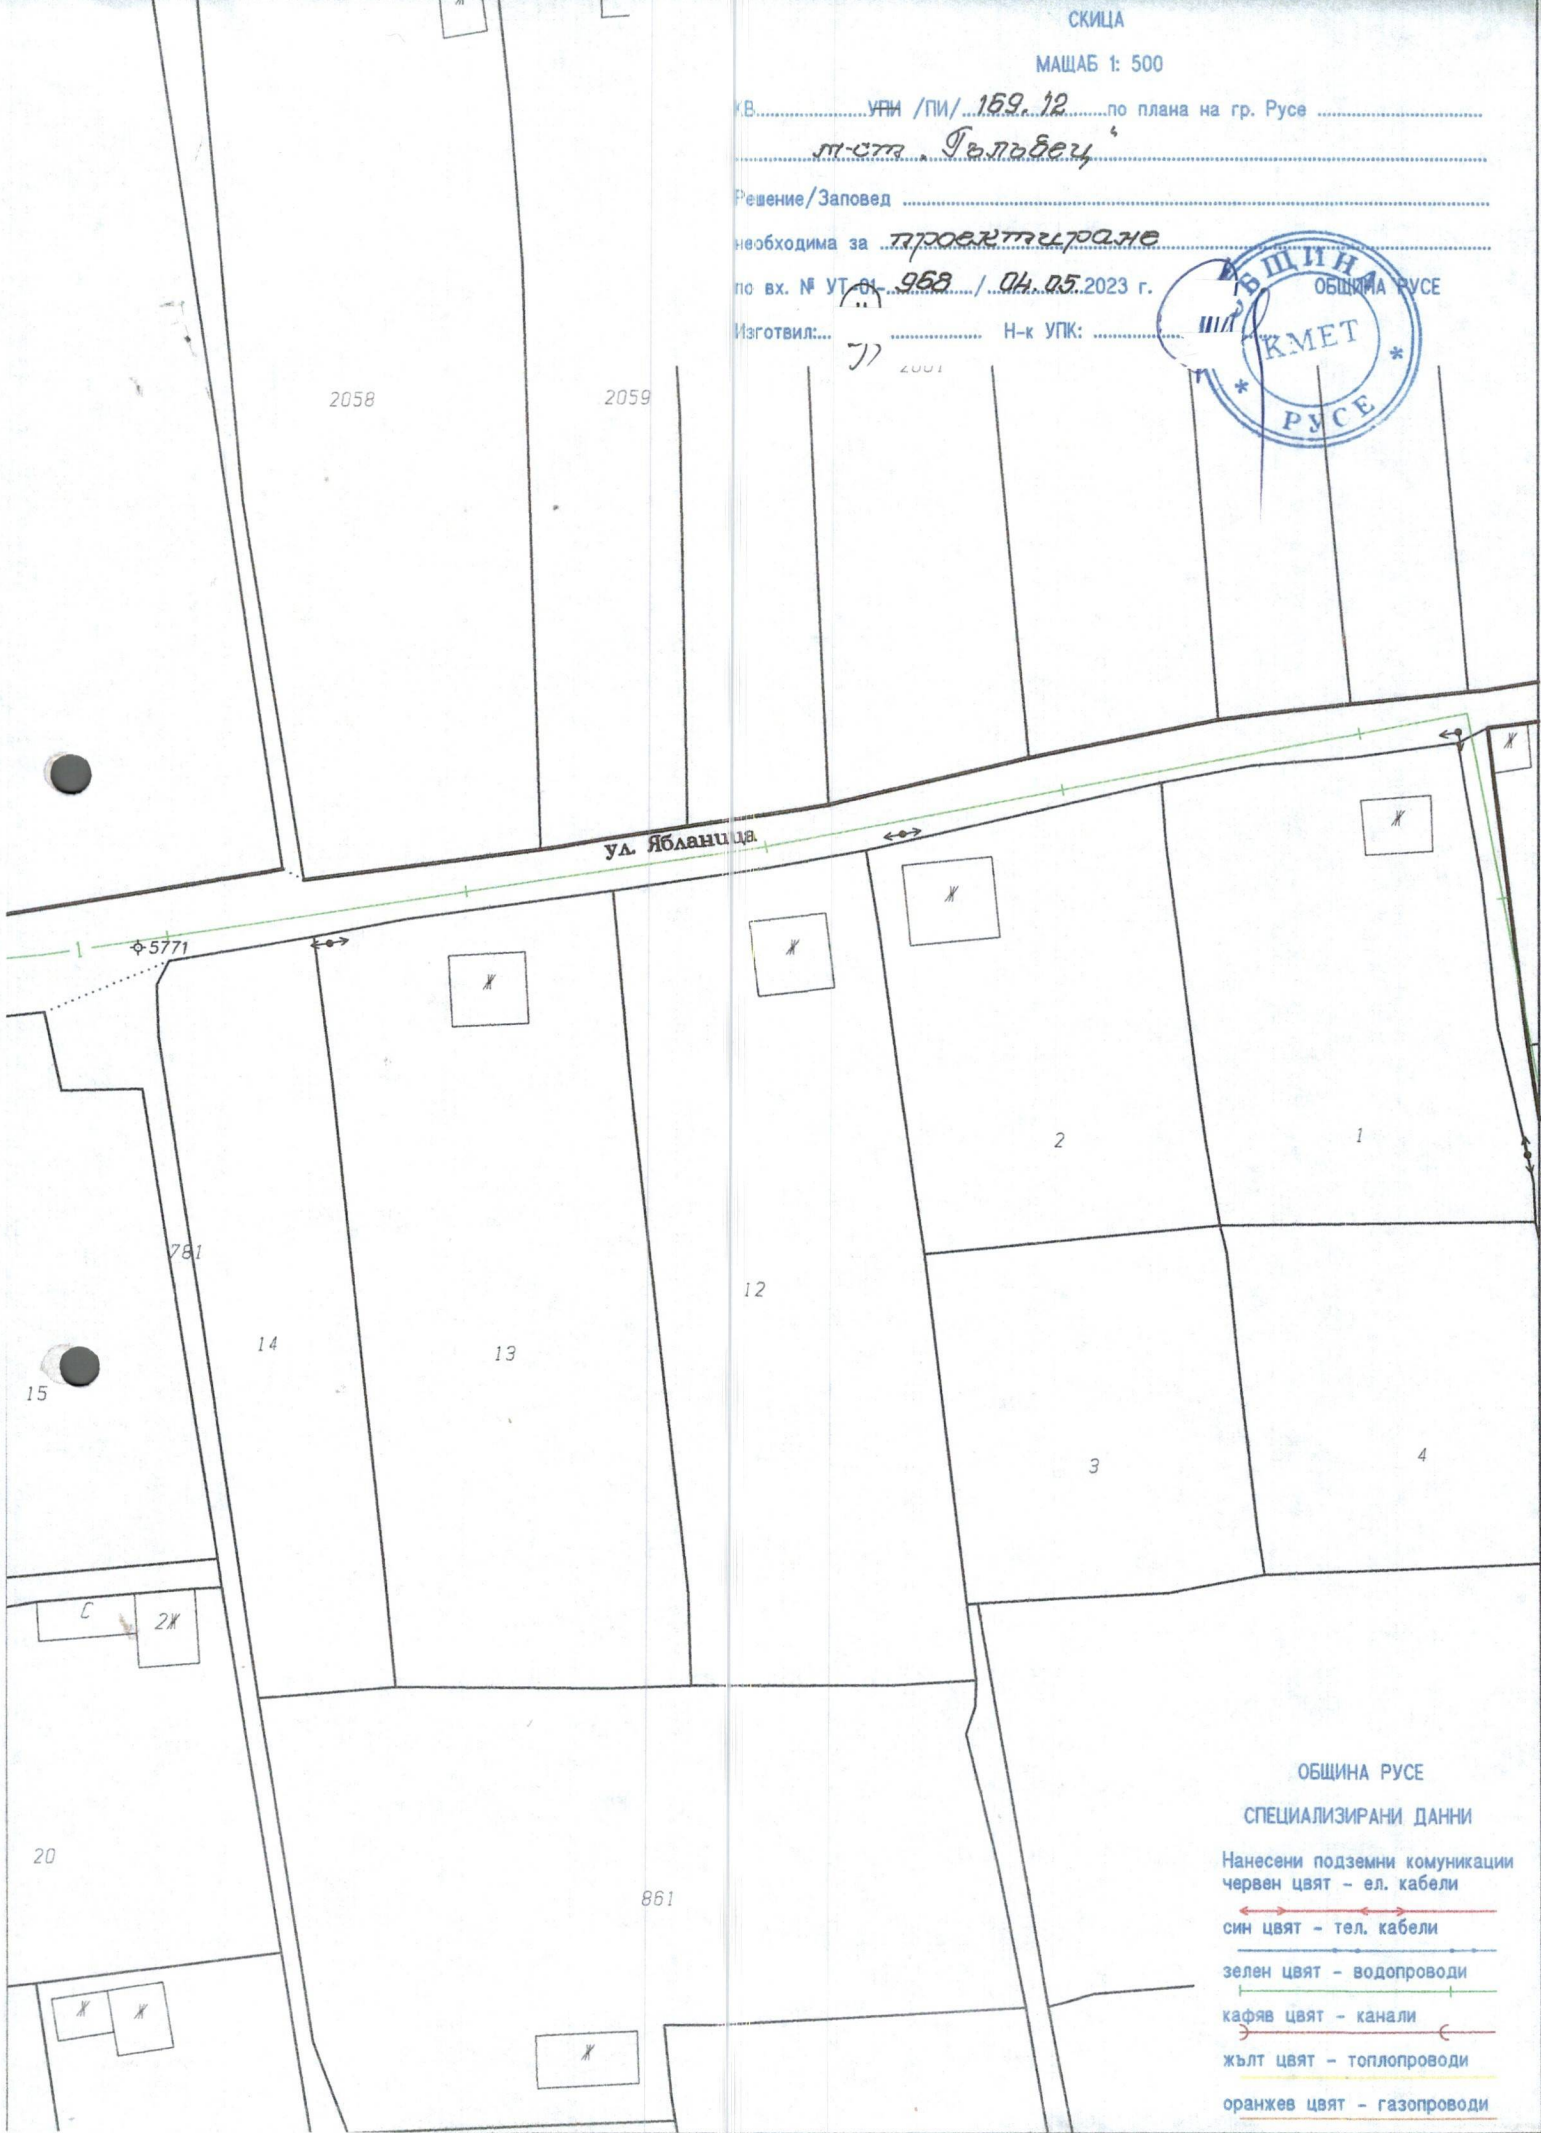 СКИЦА
МАЩАБ 1: 500
КВ. УПИ /ПИ/ 169.12 по плана на гр. Русе
м-ст "Гълъбец"
Решение/Заповед
необходима за проектиране
по вх. № УТ-01-968/04.05.2023 г. ОБЩИНА РУСЕ
Изготвил: Н-к УПК:
ОБЩИНА
КМЕТ
* РУСЕ *
Ж
2058
2059
ул. Ябланица
5771
Ж
Ж
Ж
Ж
Ж
2
1
781
12
14
13
15
3
4
С
2Ж
20
861
Ж
Ж
Ж
ОБЩИНА РУСЕ
СПЕЦИАЛИЗИРАНИ ДАННИ
Нанесени подземни комуникации
червен цвят - ел. кабели
син цвят - тел. кабели
зелен цвят - водопроводи
кафяв цвят - канали
жълт цвят - топлопроводи
оранжев цвят - газопроводи